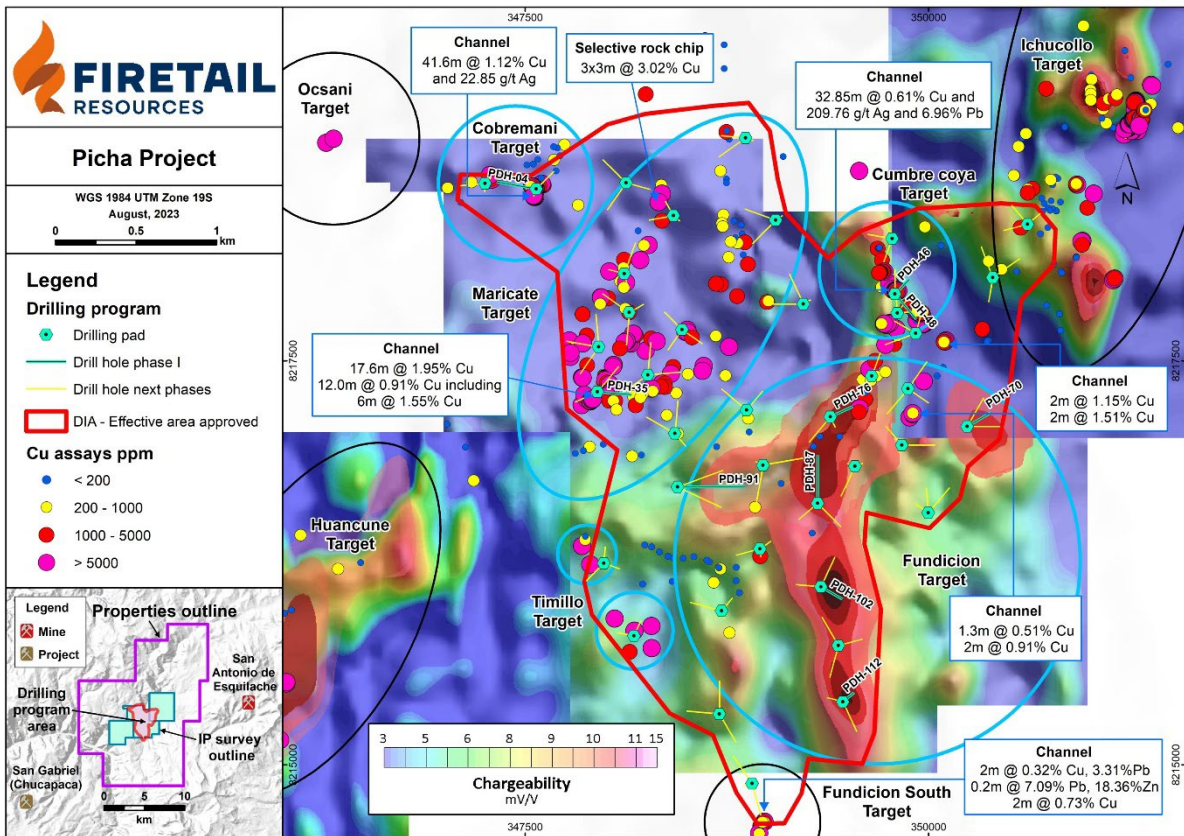 FIRETAIL
RESOURCES
Picha Project
WGS 1984 UTM Zone 19S
August, 2023
0 0.5 1
km
Legend
Drilling program
Drilling pad
Drill hole phase I
Drill hole next phases
DIA - Effective area approved
Cu assays ppm
< 200
200 - 1000
1000 - 5000
> 5000
Legend
Mine
Project
Properties outline
San
Antonio de
Esquilache
Drilling
program
area
IP survey
outline
San Gabriel
(Chucapaca)
0 5 10
km
347500
350000
Ocsani
Target
Channel
41.6m @ 1.12% Cu
and 22.85 g/t Ag
Selective rock chip
3x3m @ 3.02% Cu
Channel
32.85m @ 0.61% Cu and
209.76 g/t Ag and 6.96% Pb
Ichucollo
Target
Cobremani
Target
PDH-04
Cumbre coya
Target
N
PDH-46
PDH-48
Maricate
Target
8217500
8217500
Channel
17.6m @ 1.95% Cu
12.0m @ 0.91% Cu including
6m @ 1.55% Cu
PDH-35
PDH-76
PDH-70
2m @ 1.15% Cu
2m @ 1.51% Cu
PDH-87
PDH-91
Huancune
Target
Fundicion
Target
Timillo
Target
PDH-102
Channel
1.3m @ 0.51% Cu
2m @ 0.91% Cu
PDH-112
3 5 6 8 9 10 11 15
Chargeability
mV/V
Channel
2m @ 0.32% Cu, 3.31%Pb
0.2m @ 7.09% Pb, 18.36%Zn
2m @ 0.73% Cu
8215000
8215000
Fundicion South
Target
347500
350000